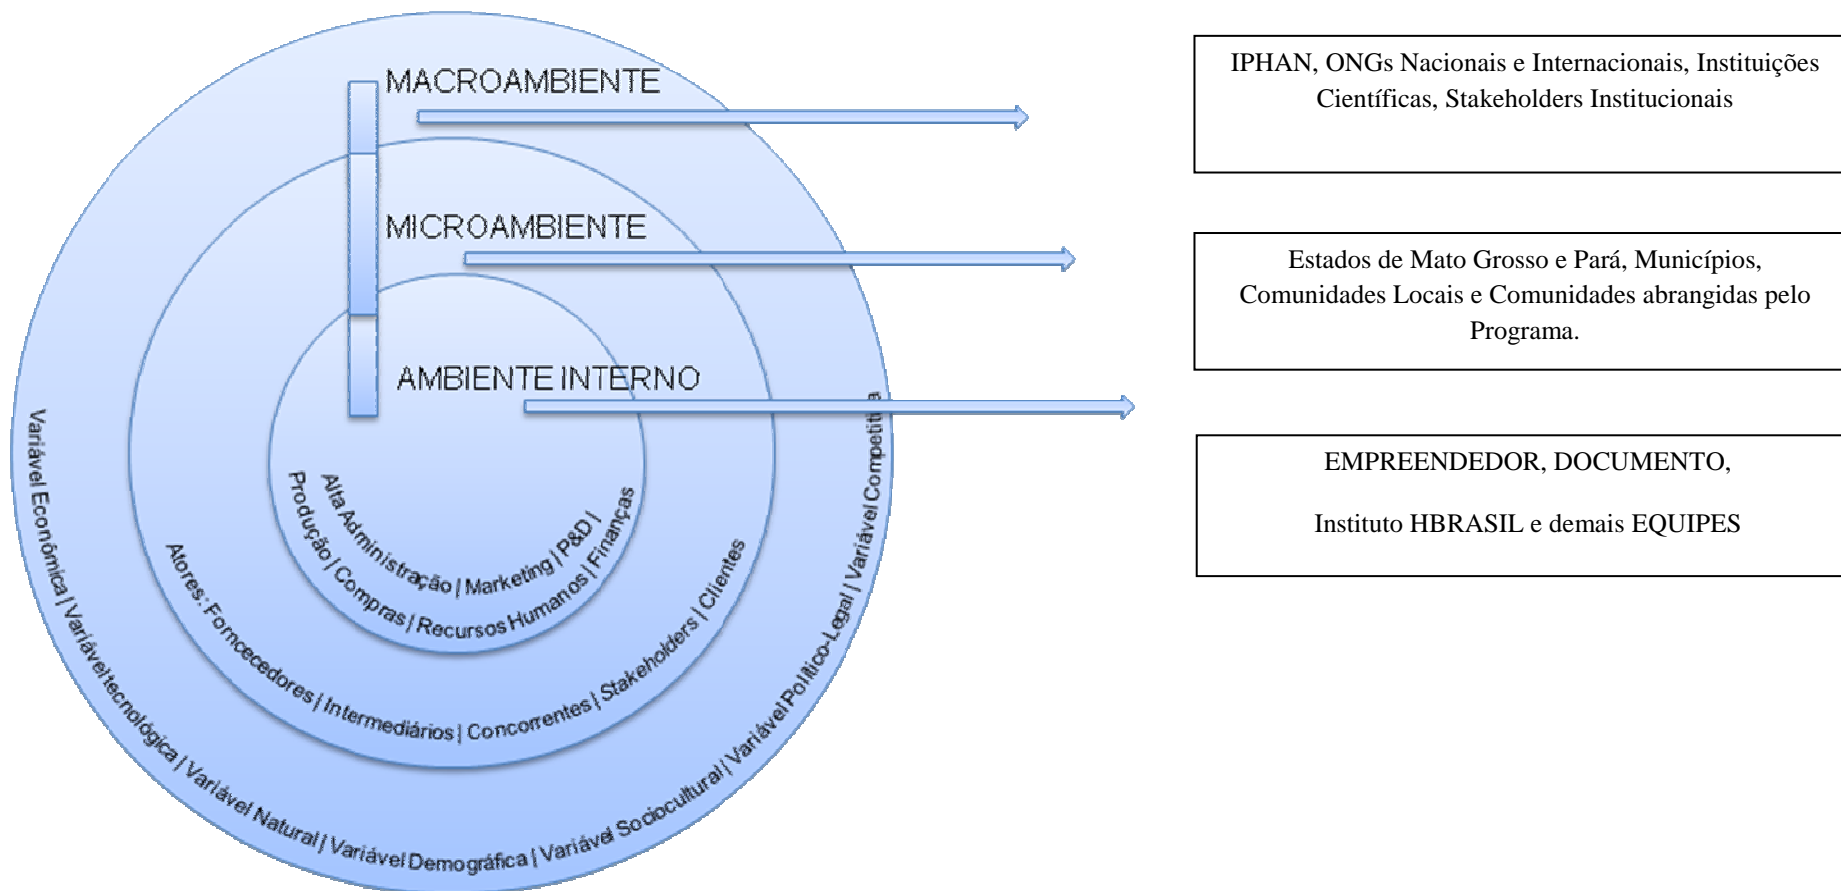 MACROAMBIENTE
IPHAN, ONGs Nacionais e Internacionais, Instituições
Científicas, Stakeholders Institucionais
MICROAMBIENTE
Estados de Mato Grosso e Pará, Municípios,
Comunidades Locais e Comunidades abrangidas pelo
Programa.
AMBIENTE INTERNO
EMPREENDEDOR, DOCUMENTO,
Instituto HBRASIL e demais EQUIPES
Alta Administração | Marketing | P&D |
Produção | Compras | Recursos Humanos | Finanças
Atores: Forncecedores | Intermediários | Concorrentes | Stakeholders | Clientes
Variável Econômica | Variável tecnológica | Variável Natural | Variável Demográfica | Variável Sociocultural | Variável Político-Legal | Variável Competitiva